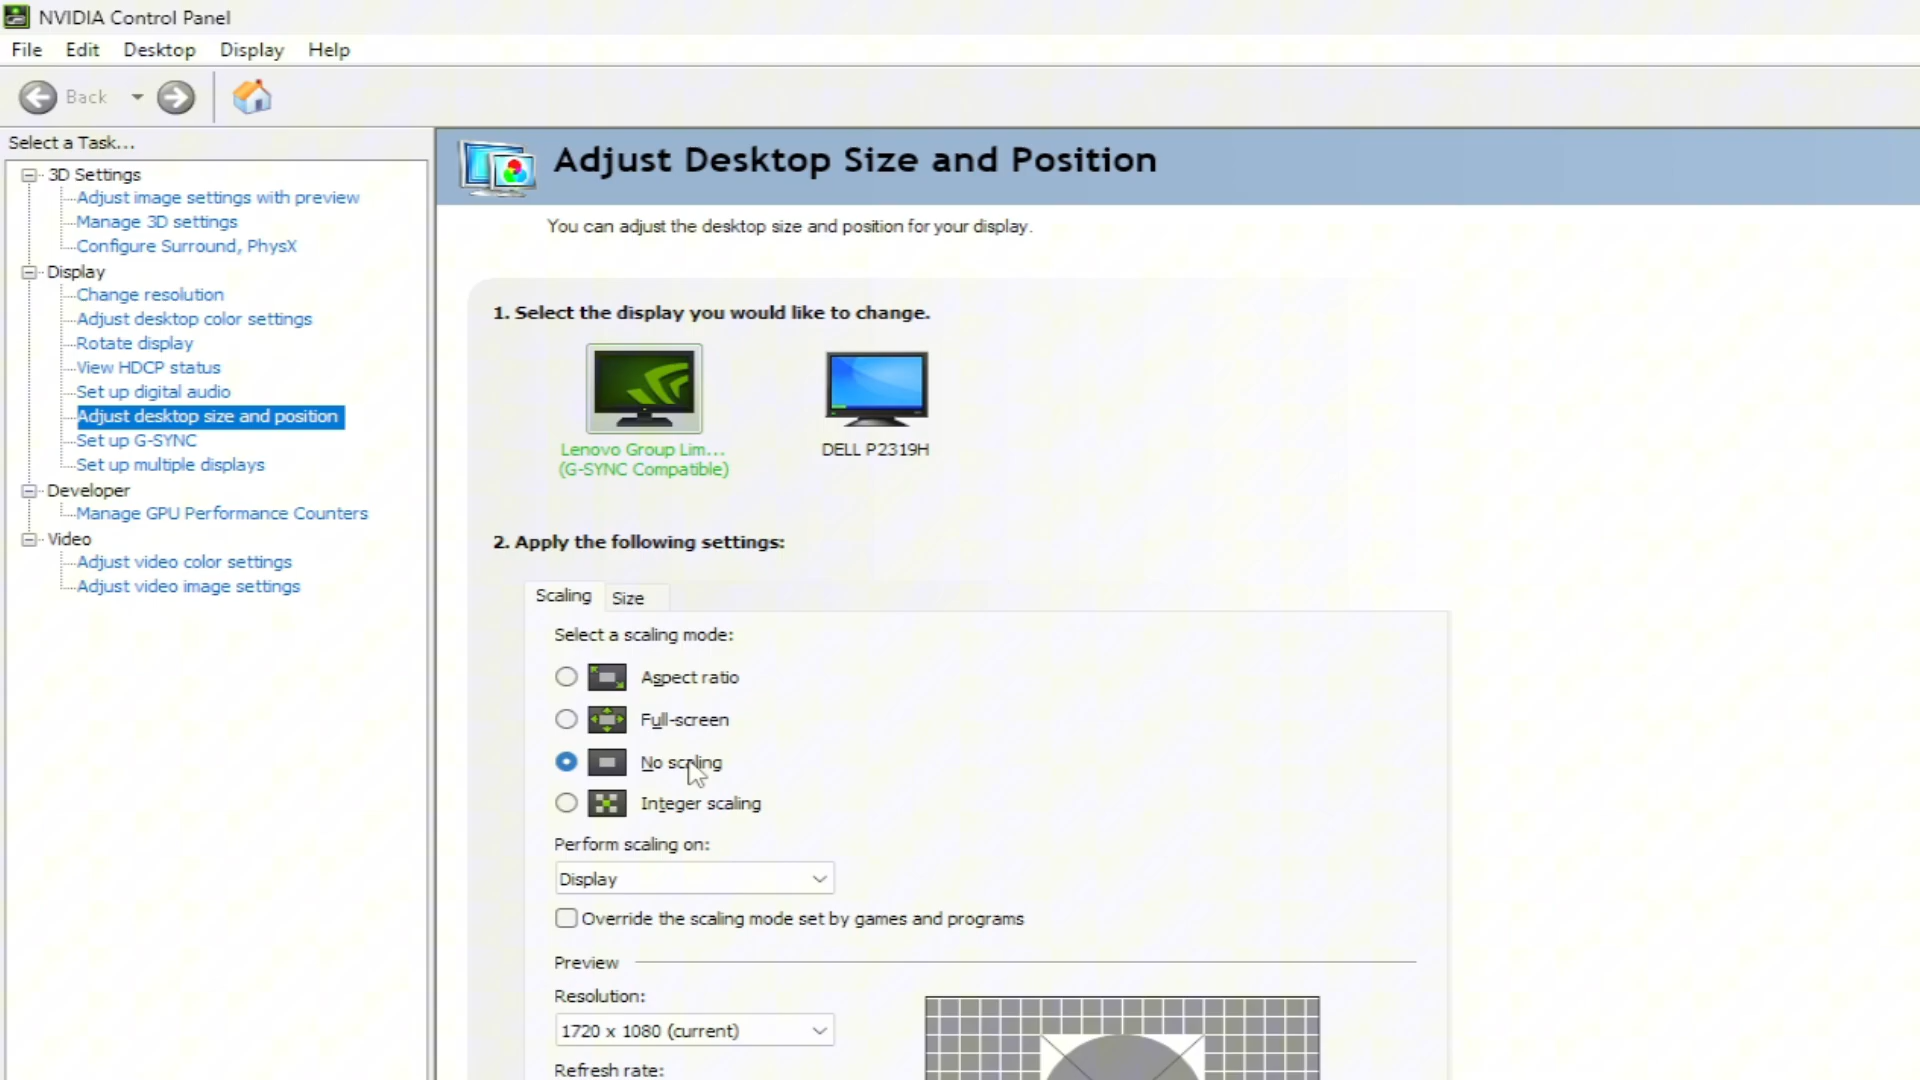 NVIDIA Control Panel
File Edit Desktop Display Help
Back
Select a Task...
3D Settings
Adjust image settings with preview
Manage 3D settings
Configure Surround, PhysX
Display
Change resolution
Adjust desktop color settings
Rotate display
View HDCP status
Set up digital audio
Adjust desktop size and position
Set up G-SYNC
Set up multiple displays
Developer
Manage GPU Performance Counters
Video
Adjust video color settings
Adjust video image settings
Adjust Desktop Size and Position
You can adjust the desktop size and position for your display.
1. Select the display you would like to change.
Lenovo Group Lim...
(G-SYNC Compatible)
DELL P2319H
2. Apply the following settings:
Scaling Size
Select a scaling mode:
Aspect ratio
Full-screen
No scaling
Integer scaling
Perform scaling on:
Display
Override the scaling mode set by games and programs
Preview
Resolution:
1720 x 1080 (current)
Refresh rate: